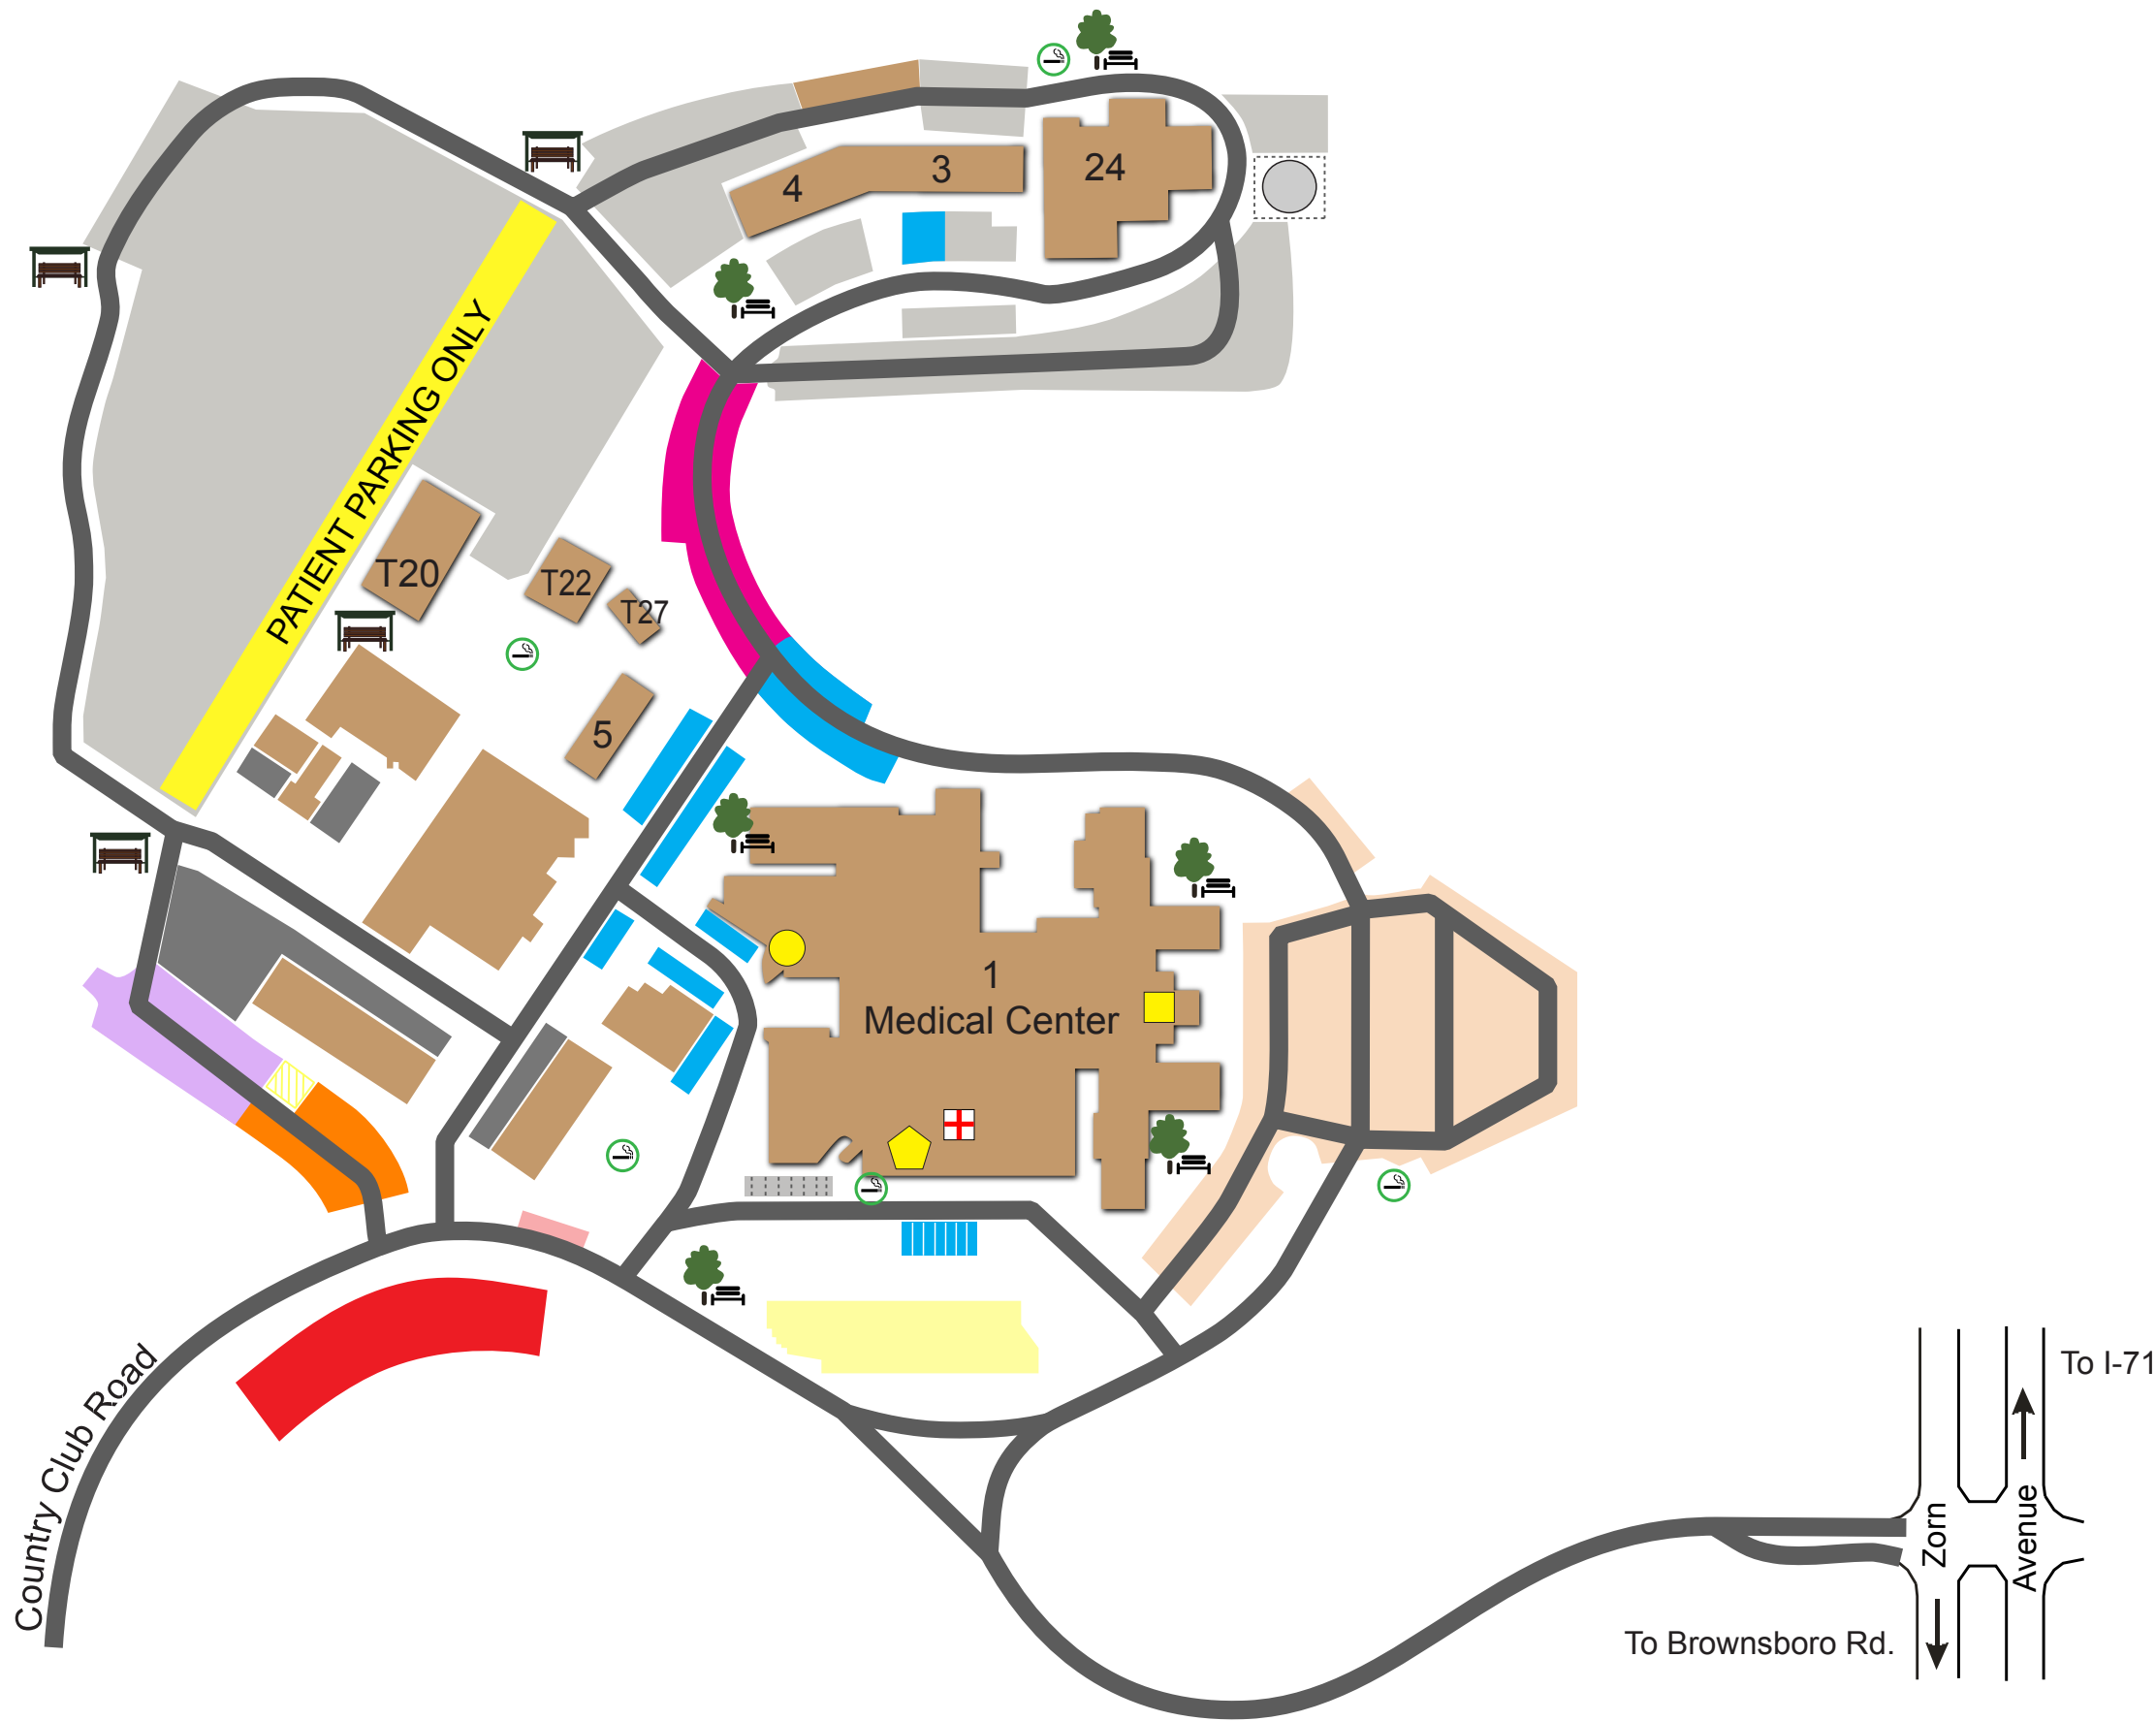 3
24
4
PATIENT PARKING ONLY
T20
T22
T27
5
1
Medical Center
Country Club Road
To I-71
Zorn
Avenue
To Brownsboro Rd.